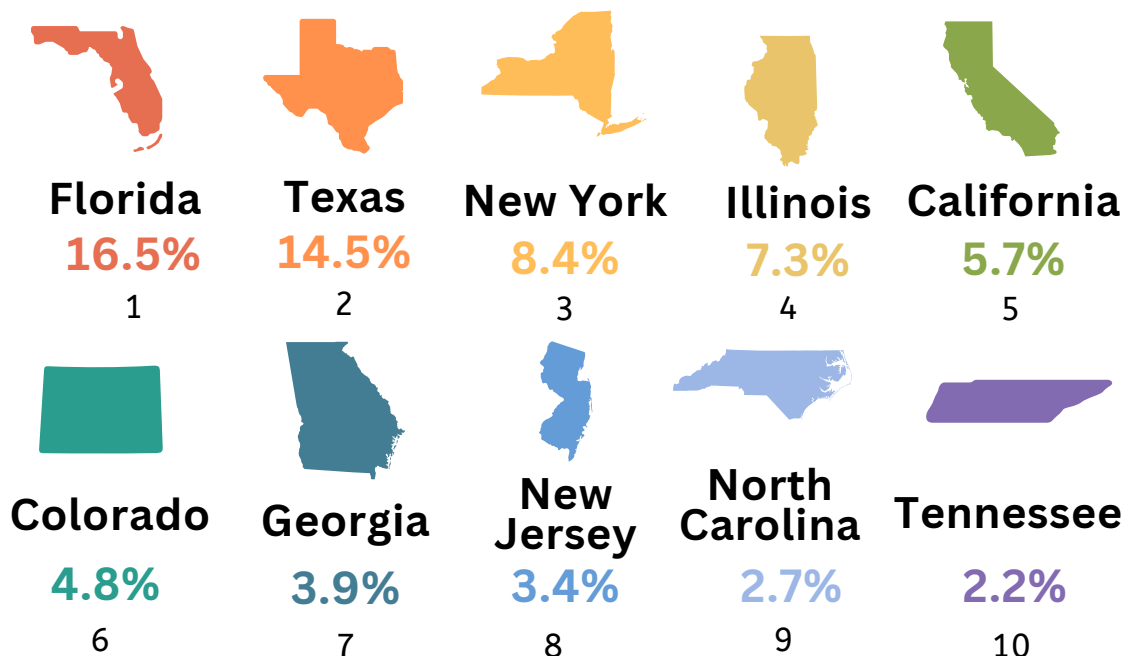 Florida
16.5%
1
Texas
14.5%
2
New York
8.4%
3
Illinois
7.3%
4
California
5.7%
5
Colorado
4.8%
6
Georgia
3.9%
7
New
Jersey
3.4%
8
North
Carolina
2.7%
9
Tennessee
2.2%
10